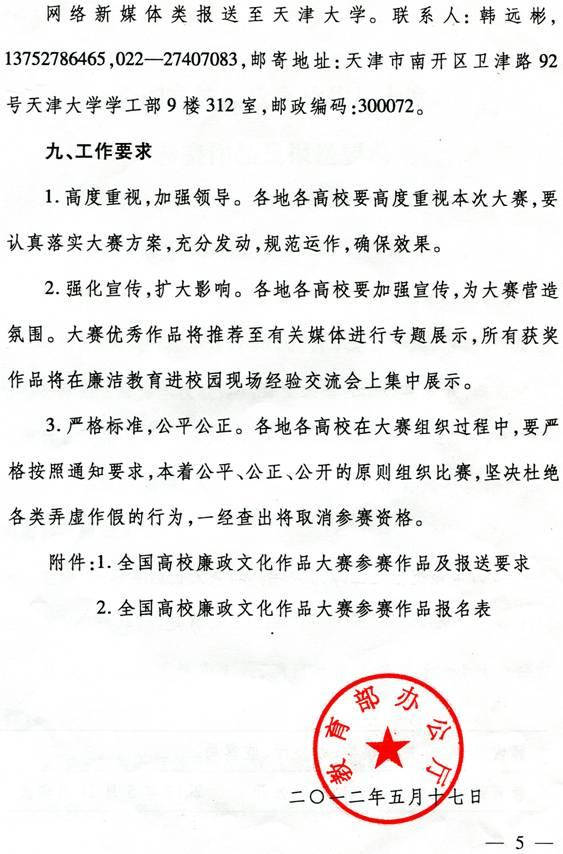 网络新媒体类报送至天津大学。联系人:韩远彬,
13752786465,022—27407083,邮寄地址:天津市南开区卫津路92
号天津大学学工部9楼312室,邮政编码:300072。
九、工作要求
1.高度重视,加强领导。各地各高校要高度重视本次大赛,要
认真落实大赛方案,充分发动,规范运作,确保效果。
2.强化宣传,扩大影响。各地各高校要加强宣传,为大赛营造
氛围。大赛优秀作品将推荐至有关媒体进行专题展示,所有获奖
作品将在廉洁教育进校园现场经验交流会上集中展示。
3.严格标准,公平公正。各地各高校在大赛组织过程中,要严
格按照通知要求,本着公平、公正、公开的原则组织比赛,坚决杜绝
各类弄虚作假的行为,一经查出将取消参赛资格。
附件:1.全国高校廉政文化作品大赛参赛作品及报送要求
2.全国高校廉政文化作品大赛参赛作品报名表
教育部办公厅
二〇一二年五月十七日
— 5 —